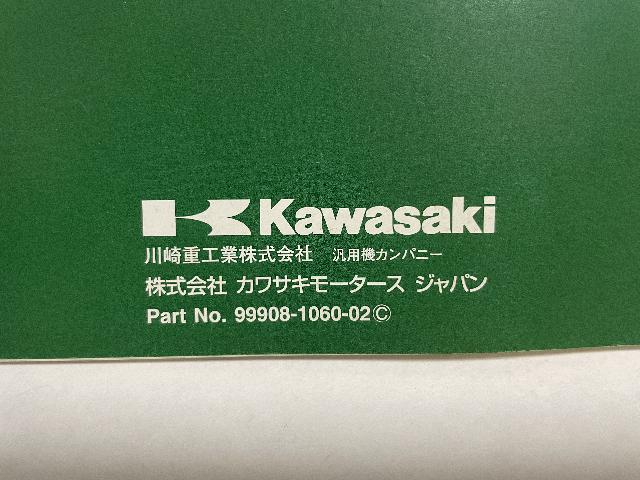 Kawasaki
川崎重工業株式会社 汎用機カンパニー
株式会社 カワサキモータース ジャパン
Part No. 99908-1060-02©